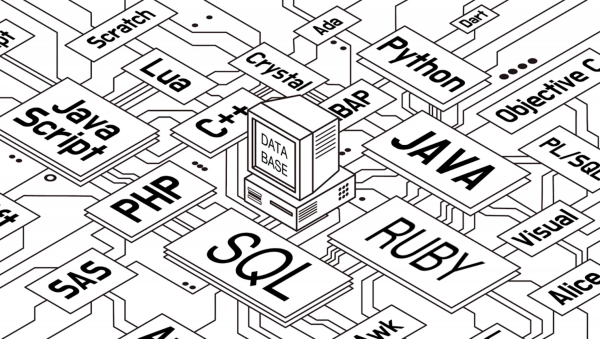 Ada
Dart
Scratch
pt
Python
Crystal
Lua
Objective C
Java
Script
C++
BAP
DATA
BASE
JAVA
PL/SQL
PHP
RUBY
Visual
SQL
SAS
Alice
Awk